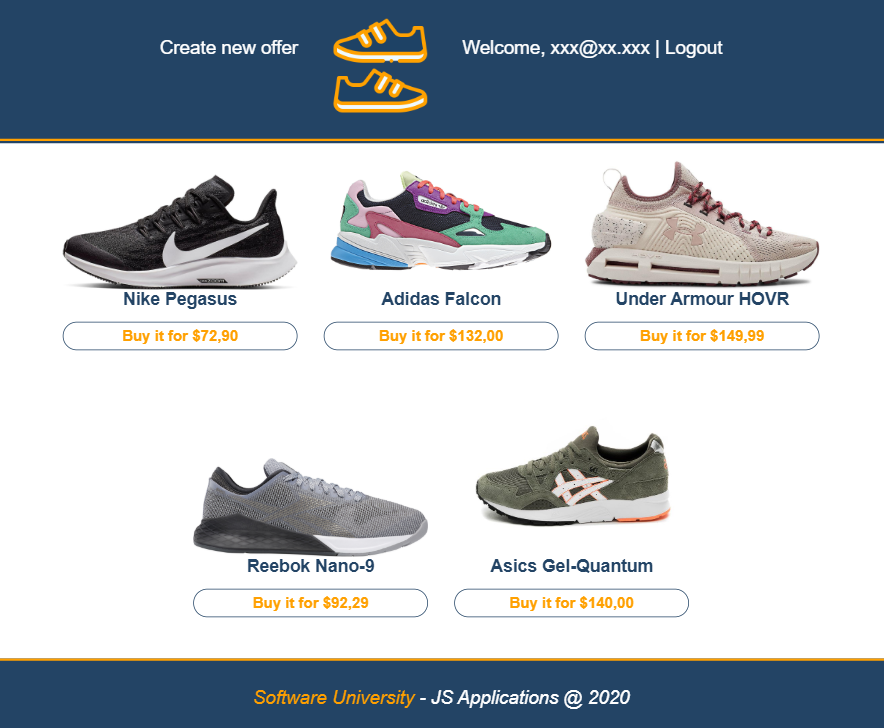 Create new offer
Welcome, xxx@xx.xxx | Logout
Nike Pegasus
Adidas Falcon
Under Armour HOVR
Buy it for $72,90
Buy it for $132,00
Buy it for $149,99
Reebok Nano-9
Asics Gel-Quantum
Buy it for $92,29
Buy it for $140,00
Software University - JS Applications @ 2020